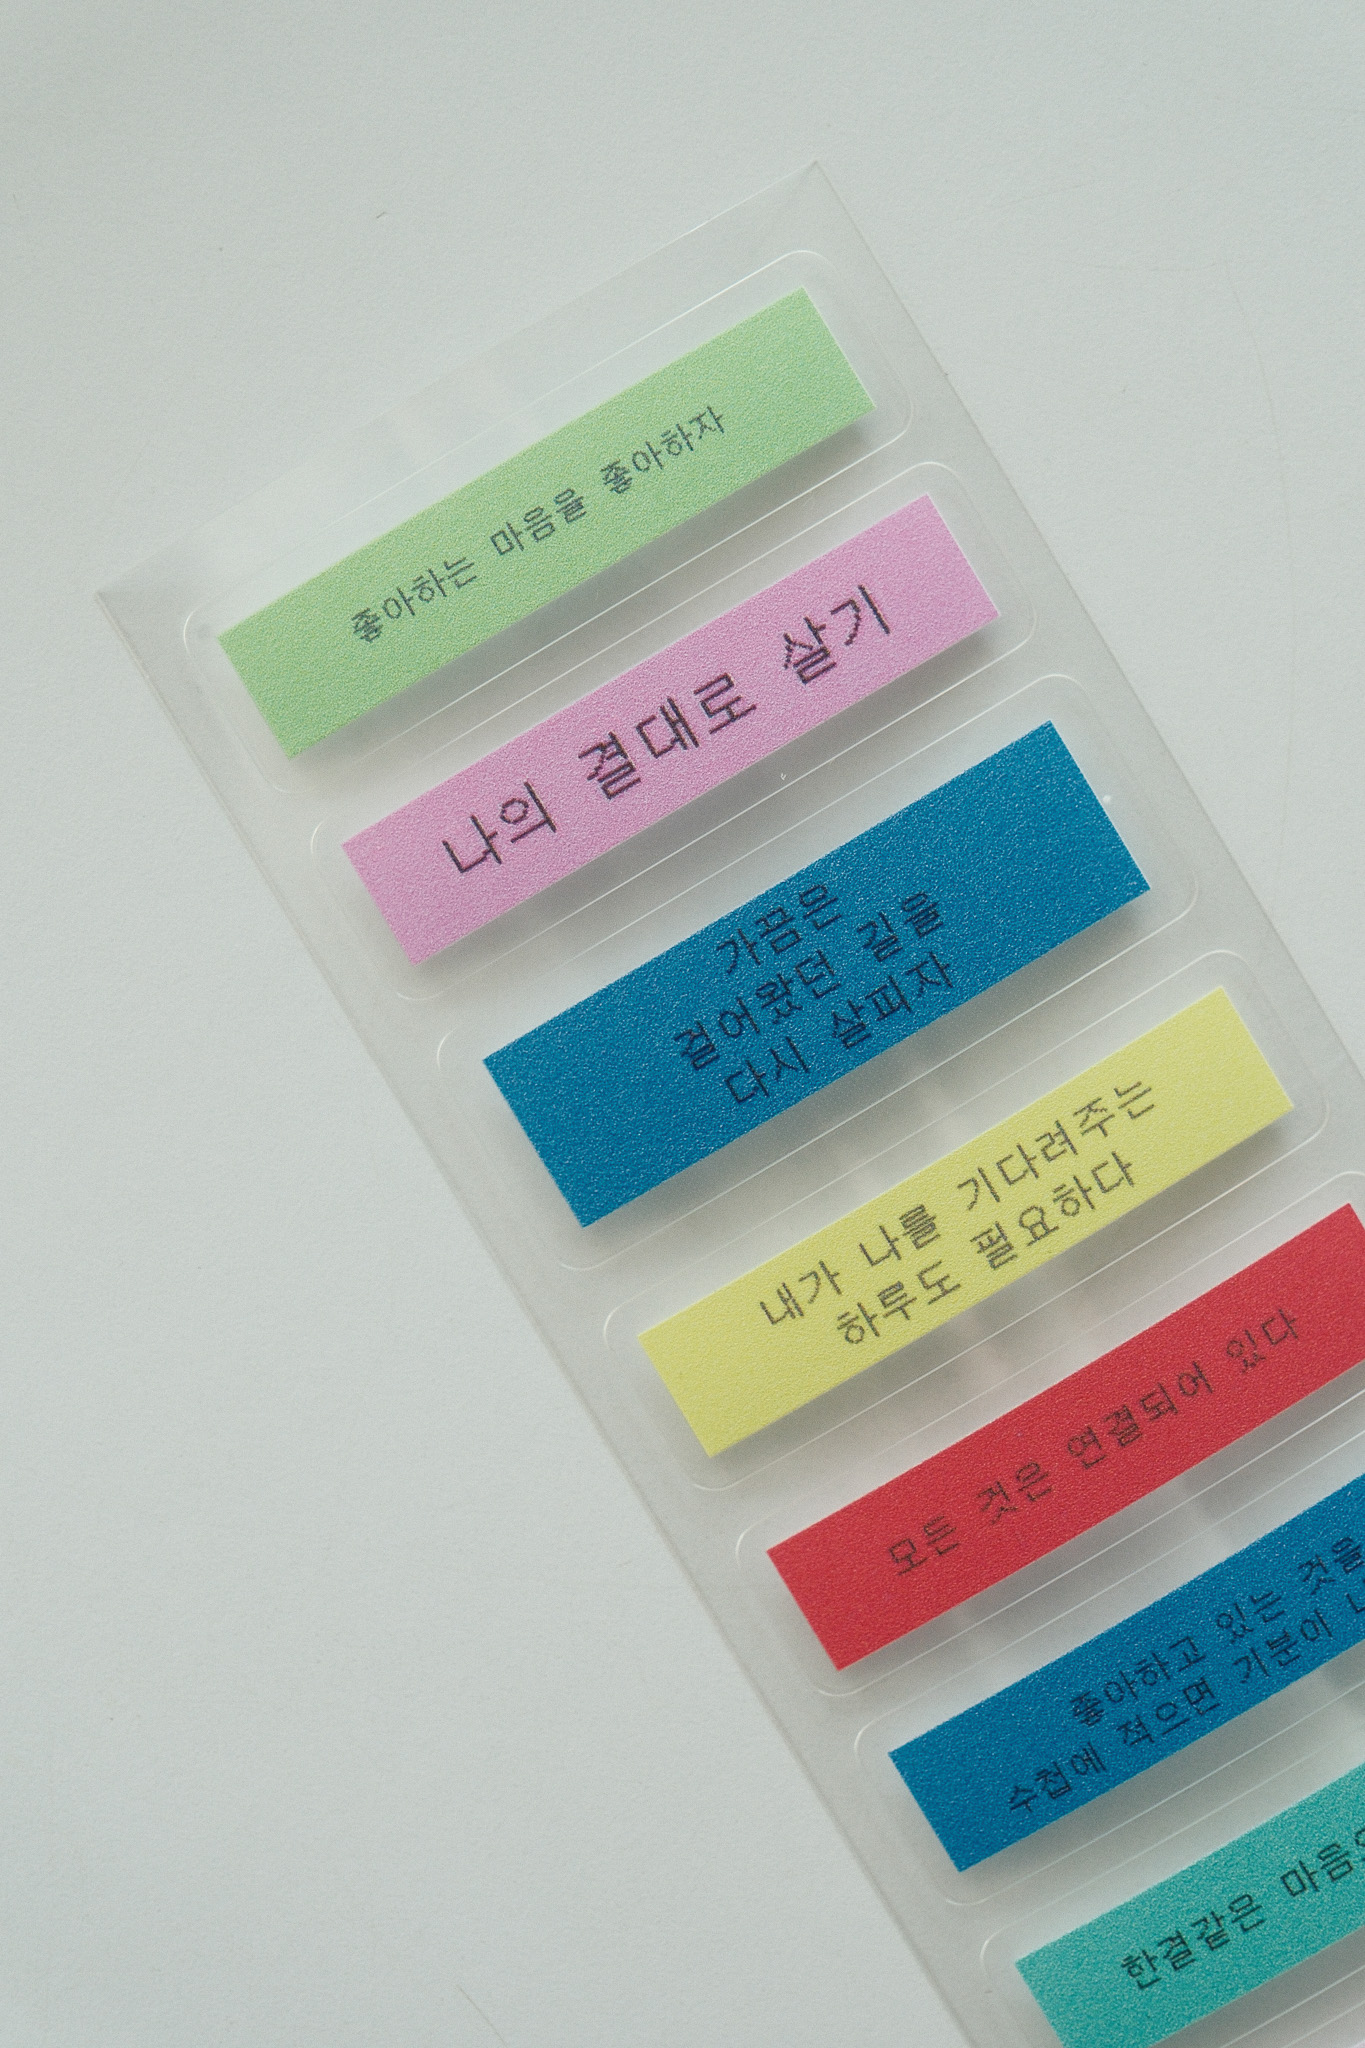 좋아하는 마음을 좋아하자
나의 결대로 살기
가끔은
걸어왔던 길을
다시 살피자
내가 나를 기다려주는
하루도 필요하다
모든 것은 연결되어 있다
좋아하고 있는 것을
수첩에 적으면 기분이
한결같은